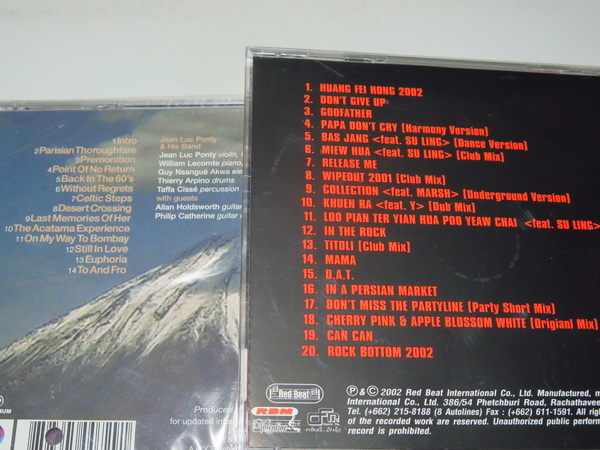 1 Intro
2 Parisian Thoroughfare
3 Premonition
4 Point Of No Return
5 Back In The 60's
6 Without Regrets
7 Celtic Steps
8 Desert Crossing
9 Last Memories Of Her
10 The Acatama Experience
11 On My Way To Bombay
12 Still In Love
13 Euphoria
14 To And Fro
Jean Luc Ponty
& His Band
Jean Luc Ponty violin,
William Lecomte piano,
Guy Nsangué Akwa ele
Thierry Arpino drums
Taffa Cissé percussion
with guests
Allan Holdsworth guitar
Philip Catherine guitar
Produced
for updated in
1. HUANG FEI HONG 2002
2. DON'T GIVE UP
3. GODFATHER
4. PAPA DON'T CRY [Harmony Version]
5. BAS JANG <feat. SU LING> [Dance Version]
6. MIEW HUA <feat. SU LING> [Club Mix]
7. RELEASE ME
8. WIPEOUT 2001 [Club Mix]
9. COLLECTION <feat. MARSH> [Underground Version]
10. KHUEN RA <feat. Y> [Dub Mix]
11. LOO PIAN TER YIAN HUA POO YEAW CHAI <feat. SU LING>
12. IN THE ROCK
13. TITOLI [Club Mix]
14. MAMA
15. D.A.T.
16. IN A PERSIAN MARKET
17. DON'T MISS THE PARTYLINE [Party Short Mix]
18. CHERRY PINK & APPLE BLOSSOM WHITE [Origianl Mix]
19. CAN CAN
20. ROCK BOTTOM 2002
Red Beat
RBM
℗ & © 2002 Red Beat International Co., Ltd. Manufactured, m
International Co., Ltd. 386/54 Phetchburi Road, Rachathavee
Tel. (+662) 215-8188 (8 Autolines) Fax : (+662) 611-1591. All
of the recorded work are reserved. Unauthorized public perform
record is prohibited.